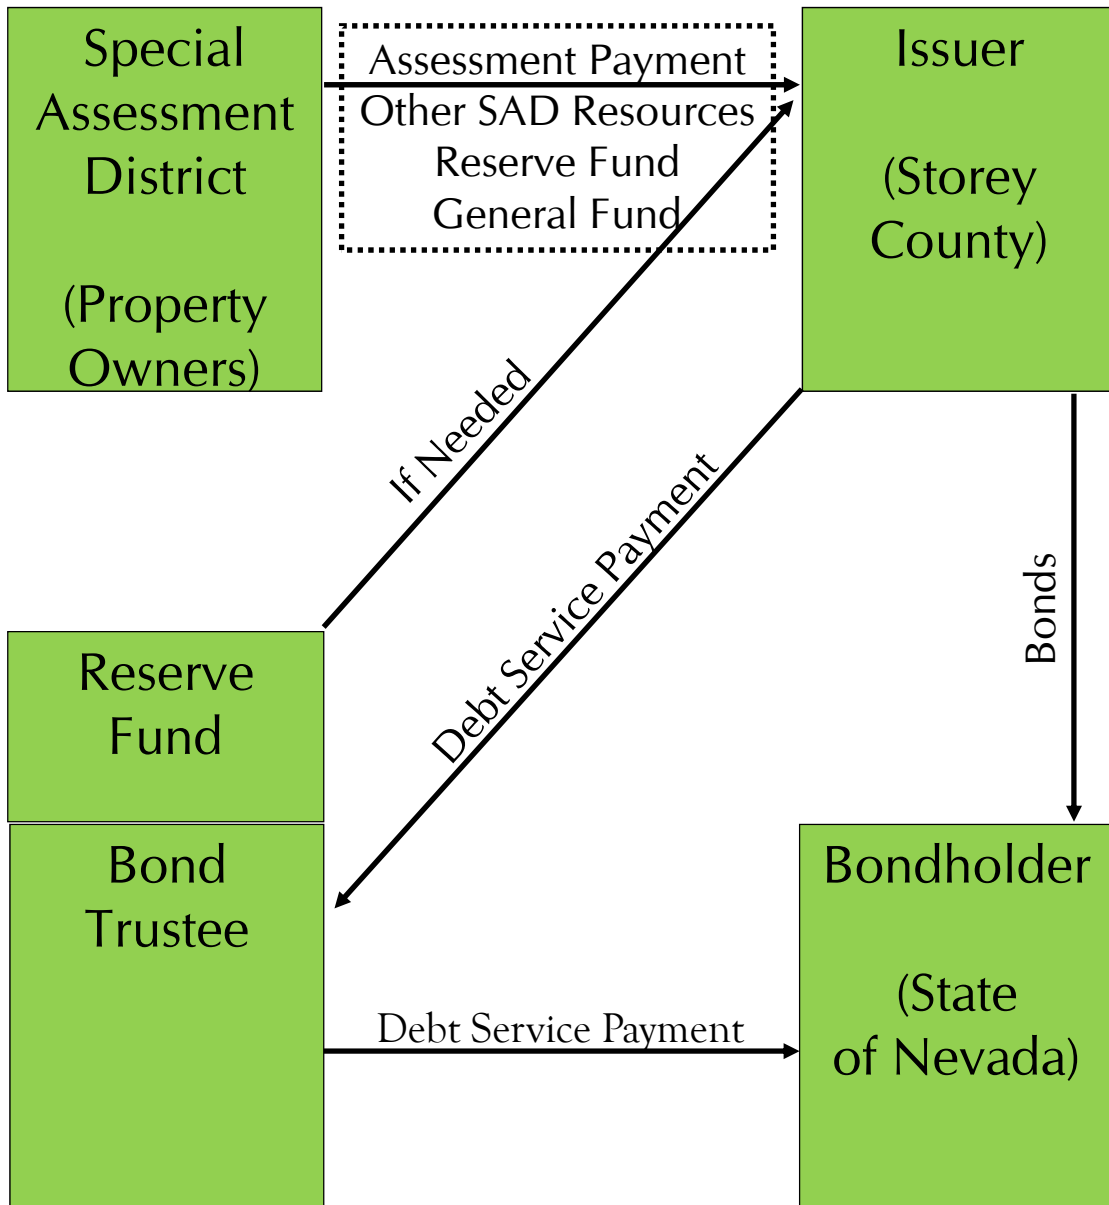 Special
Assessment
District
(Property
Owners)
Assessment Payment
Other SAD Resources
Reserve Fund
General Fund
Issuer
(Storey
County)
If Needed
Debt Service Payment
Bonds
Reserve
Fund
Bond
Trustee
Debt Service Payment
Bondholder
(State
of Nevada)